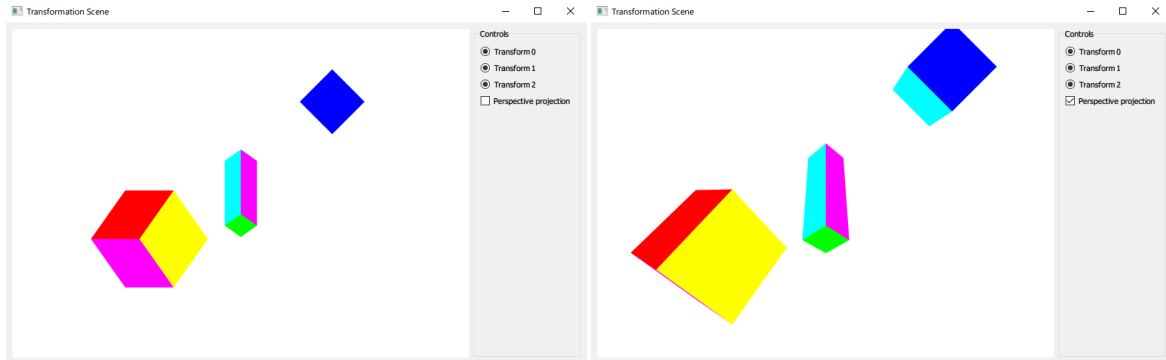 Transformation Scene
Controls
Transform 0
Transform 1
Transform 2
Perspective projection
Transformation Scene
Controls
Transform 0
Transform 1
Transform 2
Perspective projection